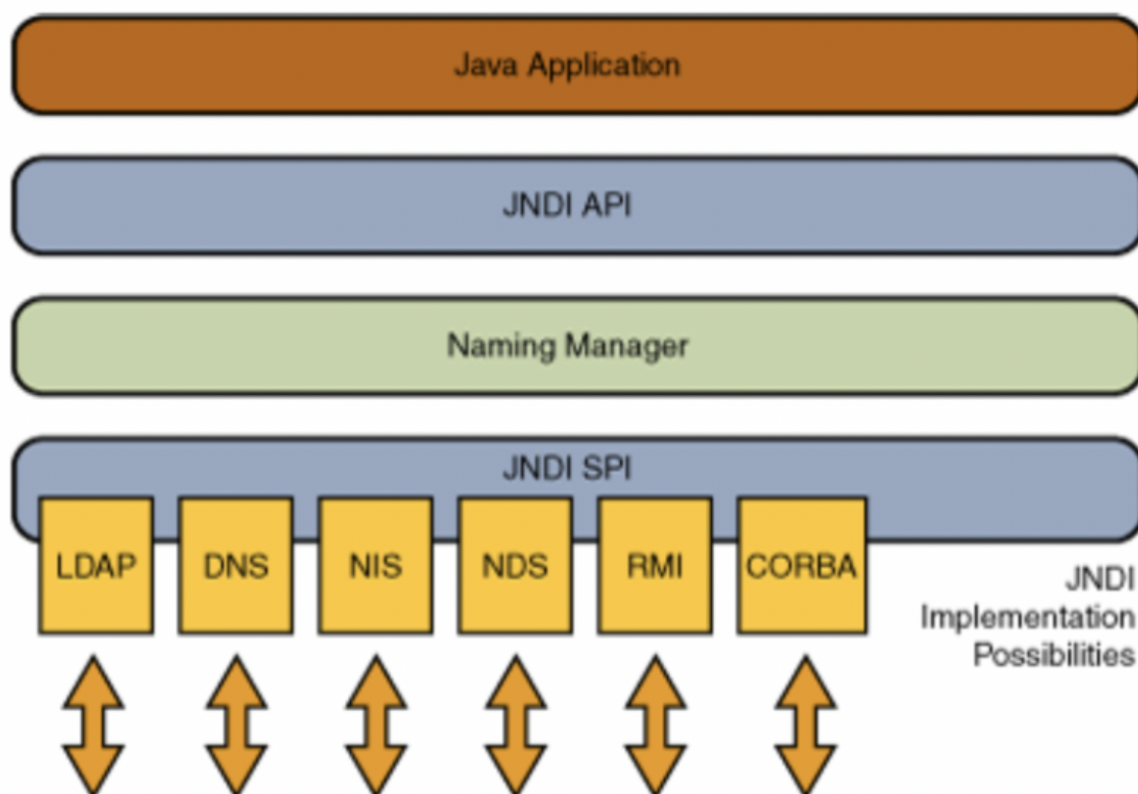 Java Application
JNDI API
Naming Manager
JNDI SPI
LDAP
DNS
NIS
NDS
RMI
CORBA
JNDI
Implementation
Possibilities